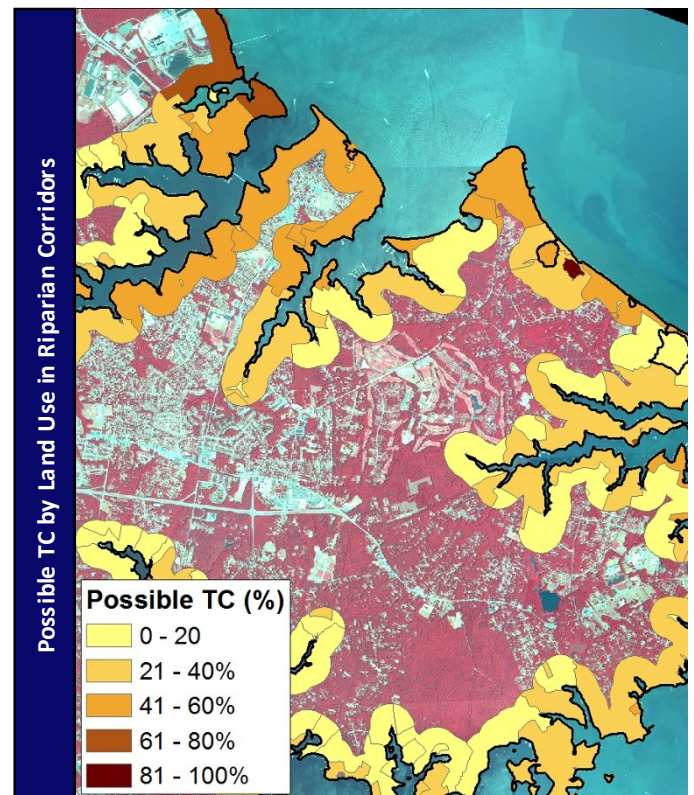 Possible TC by Land Use in Riparian Corridors
Possible TC (%)
0 - 20
21 - 40%
41 - 60%
61 - 80%
81 - 100%